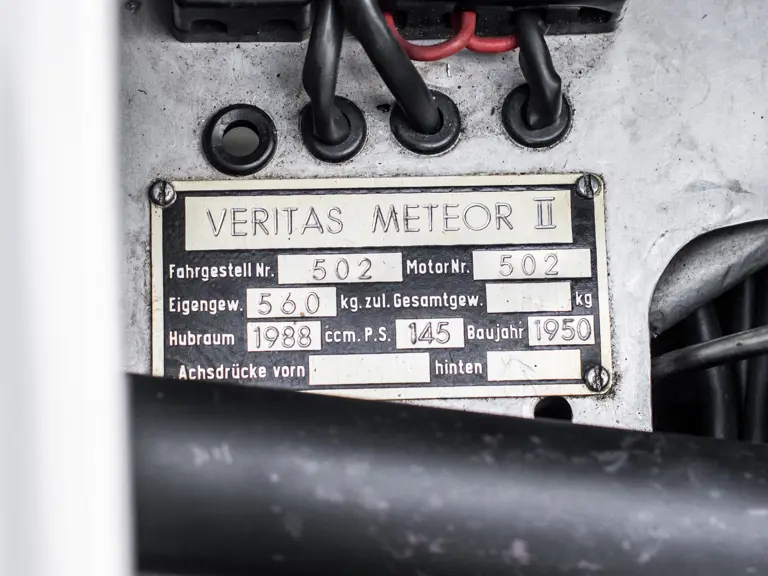 VERITAS METEOR II
Fahrgestell Nr. 502 Motor Nr. 502
Eigengew. 560 kg. zul. Gesamtgew. kg
Hubraum 1988 ccm. P.S. 145 Baujahr 1950
Achsdrücke vorn hinten